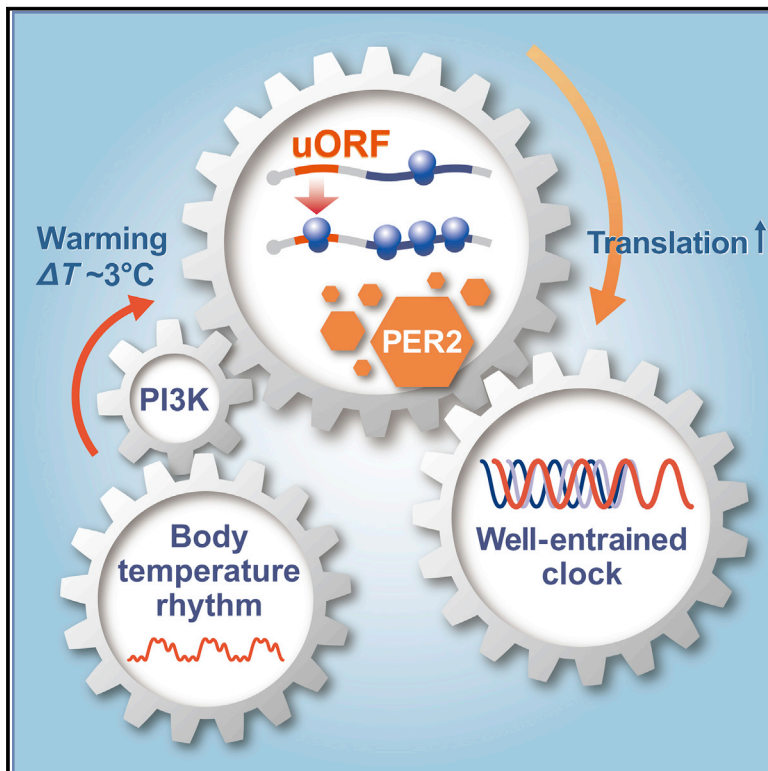 uORF
Warming
ΔT ~3°C
Translation ↑
PER2
PI3K
Body
temperature
rhythm
Well-entrained
clock